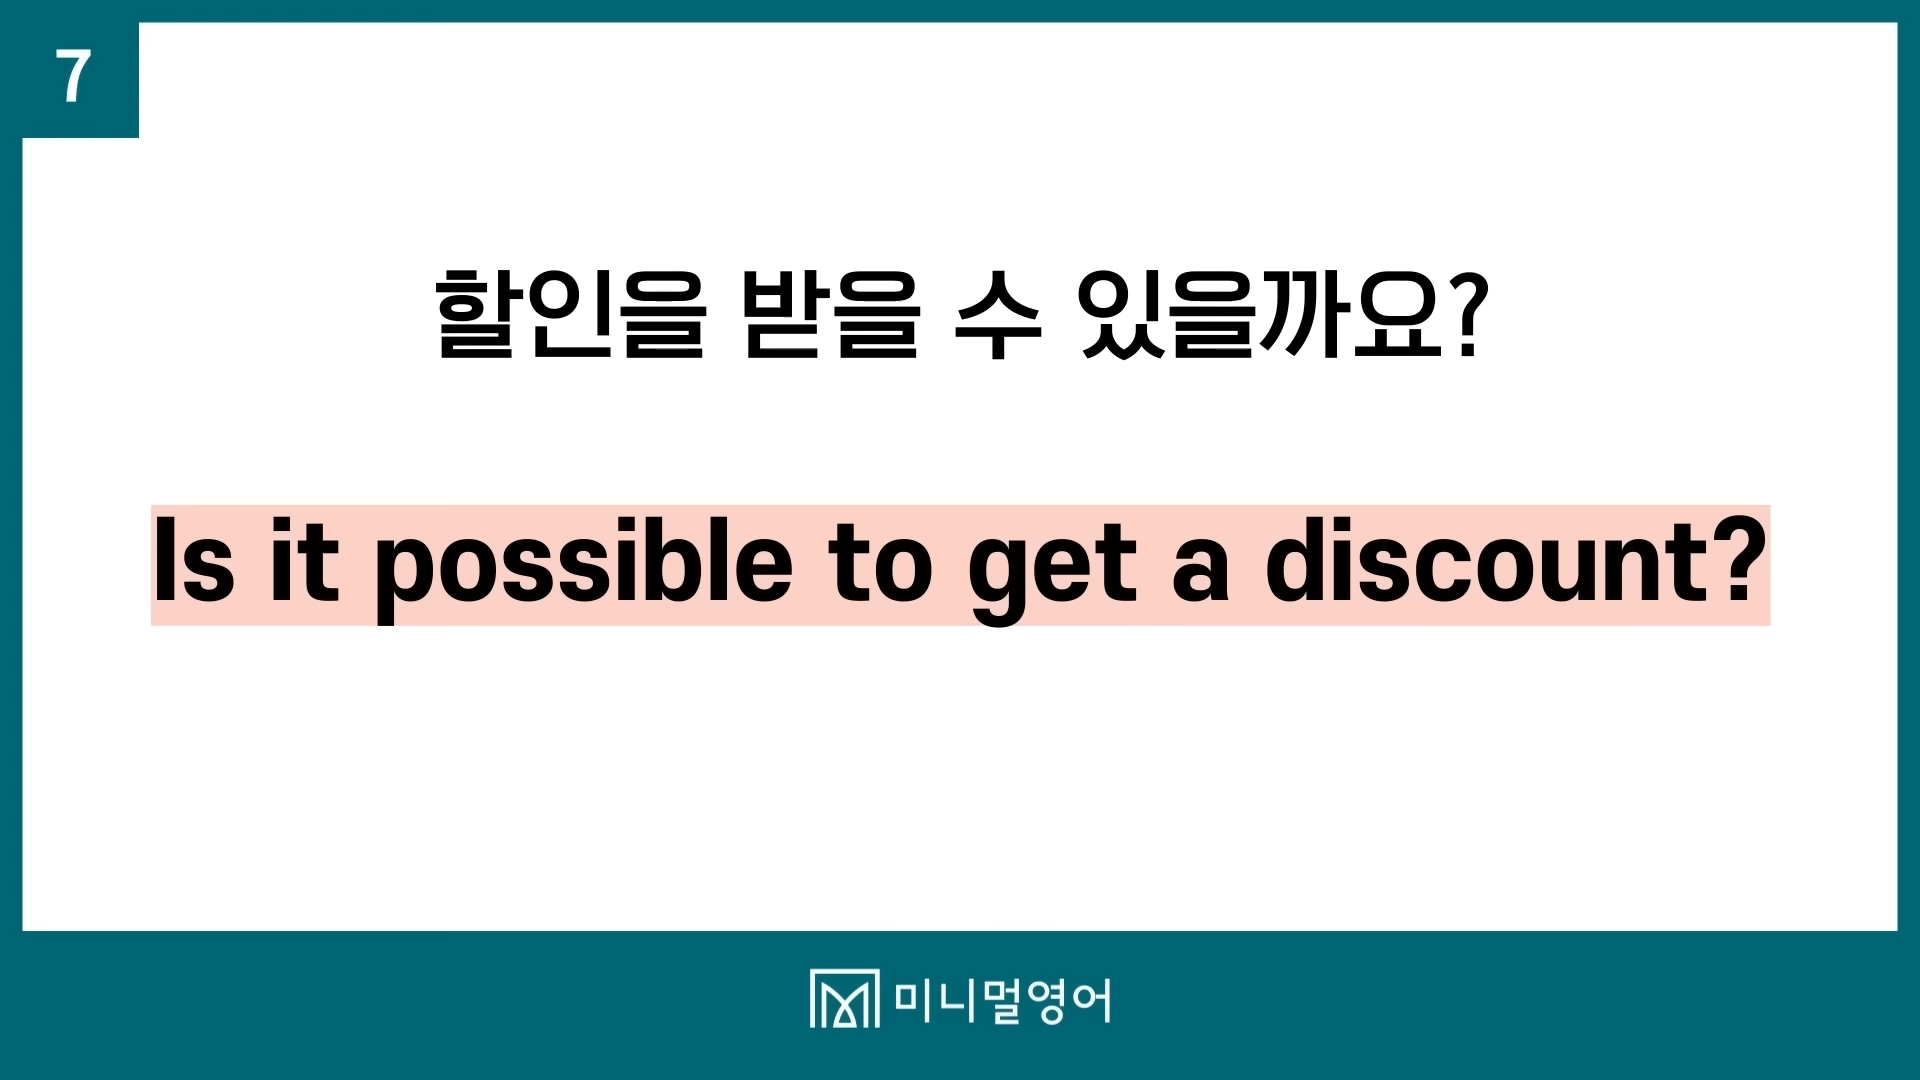 7
할인을 받을 수 있을까요?
Is it possible to get a discount?
미니멀영어